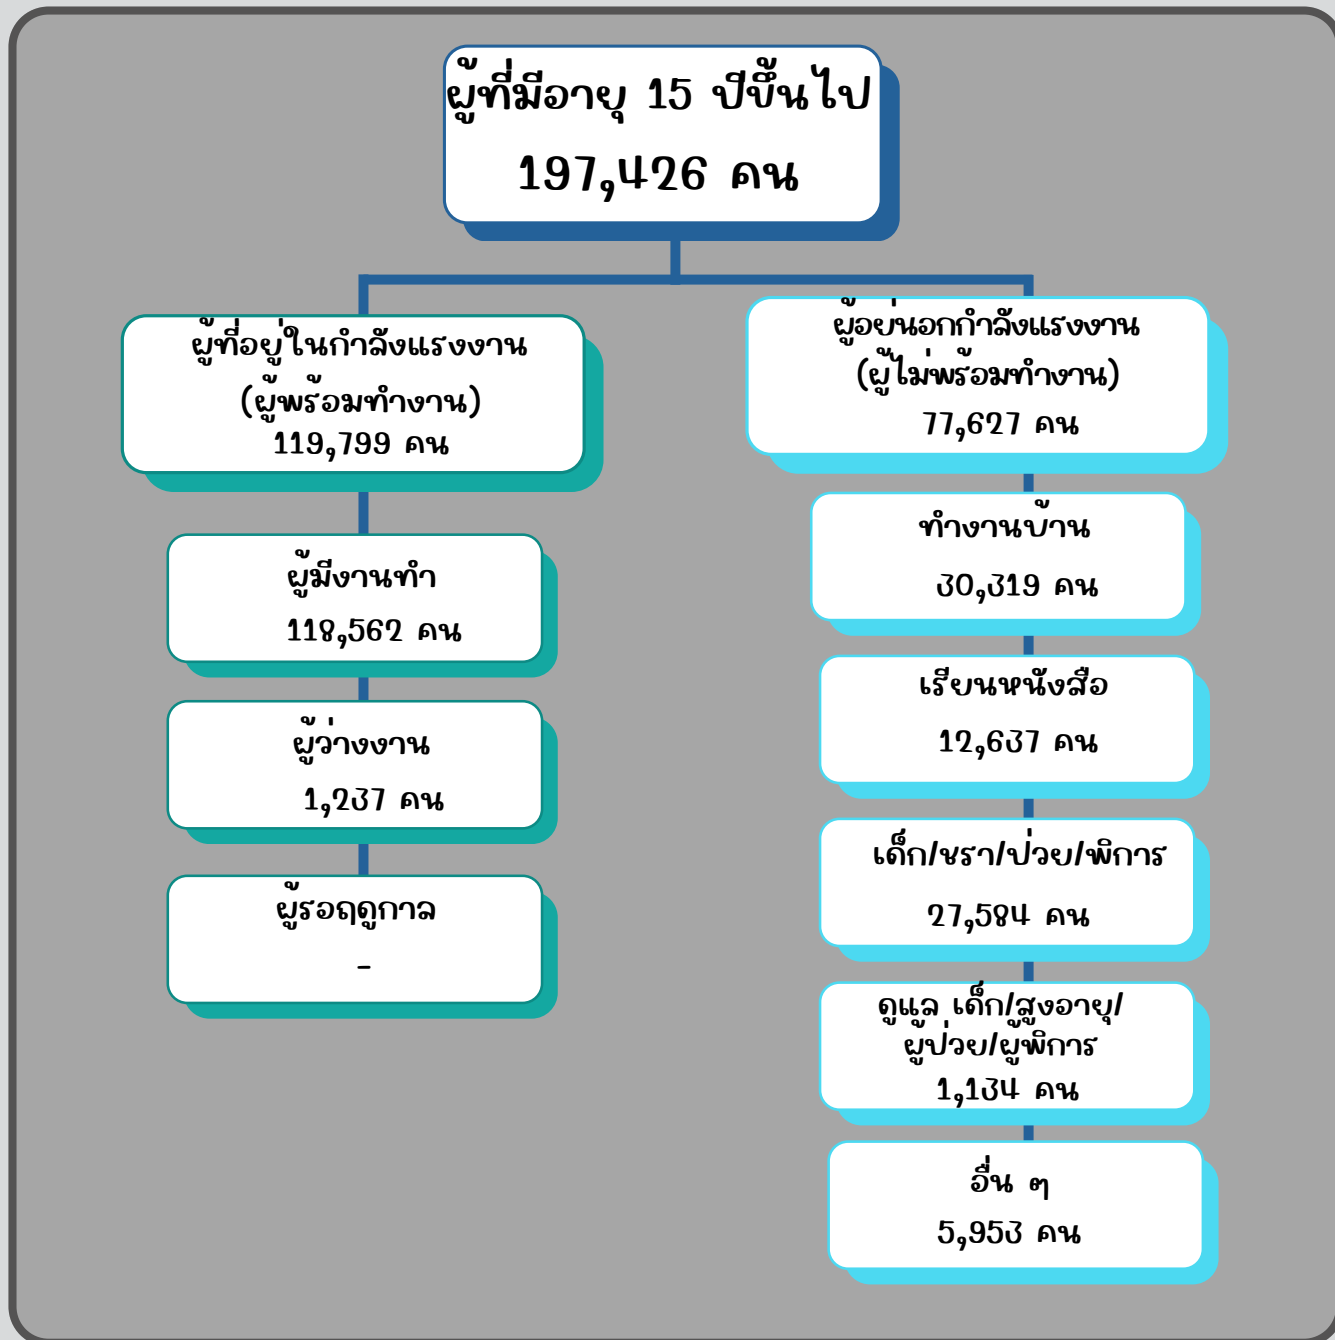 ผู้ที่มีอายุ 15 ปีขึ้นไป
197,426 คน
ผู้ที่อยู่ในกำลังแรงงาน
(ผู้พร้อมทำงาน)
119,799 คน
ผู้มีงานทำ
118,562 คน
ผู้ว่างงาน
1,237 คน
ผู้รอฤดูกาล
-
ผู้อยู่นอกกำลังแรงงาน
(ผู้ไม่พร้อมทำงาน)
77,627 คน
ทำงานบ้าน
30,319 คน
เรียนหนังสือ
12,637 คน
เด็ก/ชรา/ป่วย/พิการ
27,584 คน
ดูแล เด็ก/สูงอายุ/
ผู้ป่วย/ผู้พิการ
1,134 คน
อื่น ๆ
5,953 คน